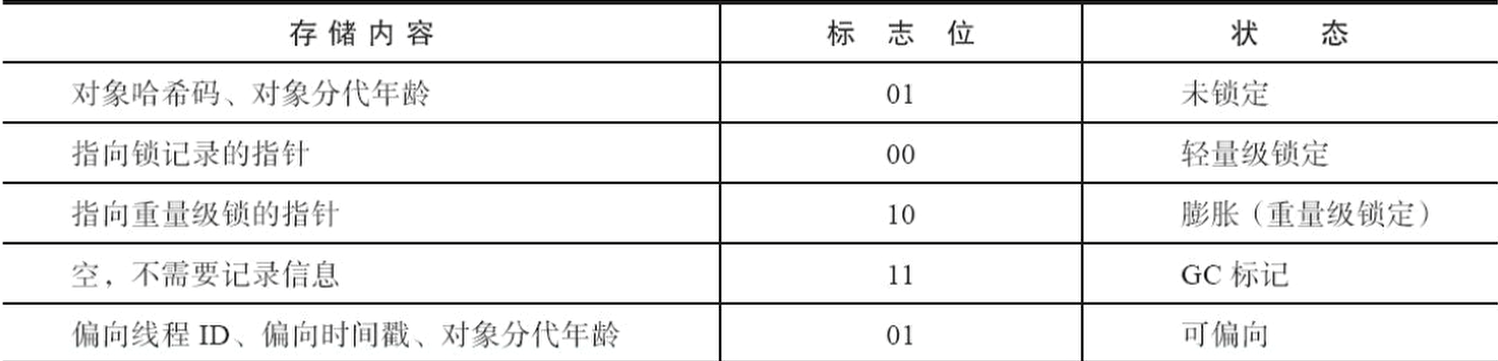 存储内容 标志位 状态
对象哈希码、对象分代年龄 01 未锁定
指向锁记录的指针 00 轻量级锁定
指向重量级锁的指针 10 膨胀（重量级锁定）
空，不需要记录信息 11 GC 标记
偏向线程 ID、偏向时间戳、对象分代年龄 01 可偏向